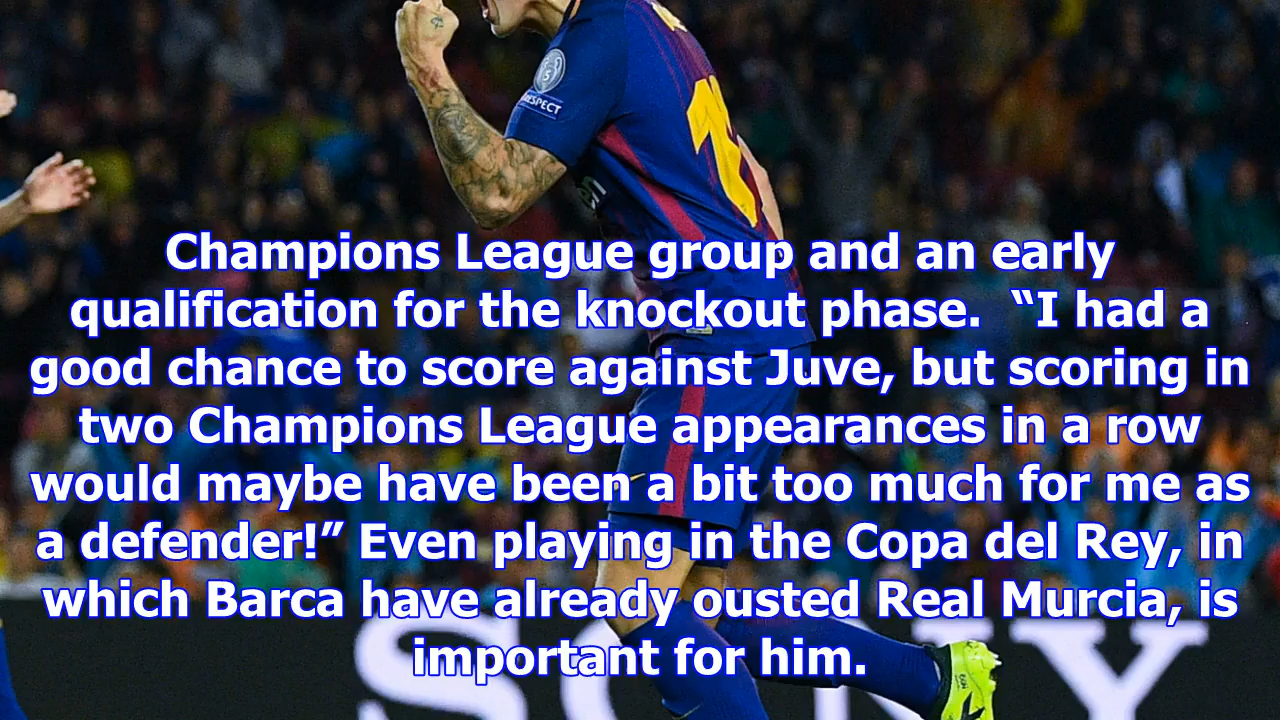 RESPECT
Champions League group and an early
qualification for the knockout phase.  “I had a
good chance to score against Juve, but scoring in
two Champions League appearances in a row
would maybe have been a bit too much for me as
a defender!” Even playing in the Copa del Rey, in
which Barca have already ousted Real Murcia, is
important for him.
SONY